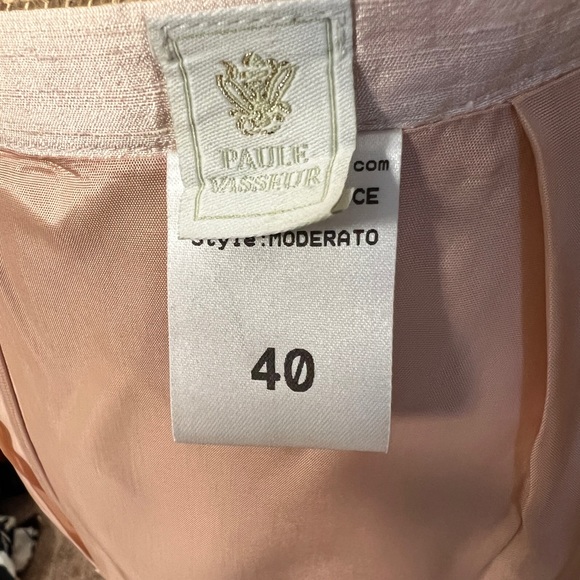 PAULE
VASSEUR
com
CE
Style:MODERATO
40